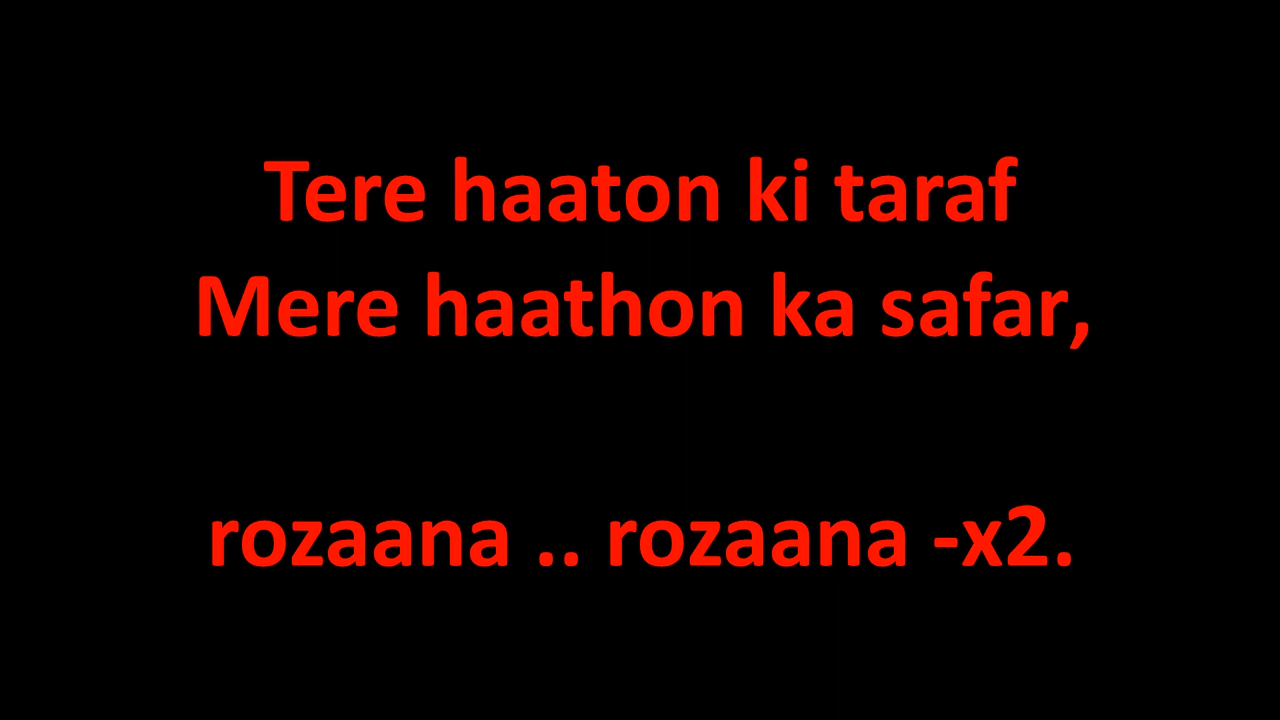 Tere haaton ki taraf
Mere haathon ka safar,
rozaana .. rozaana -x2.